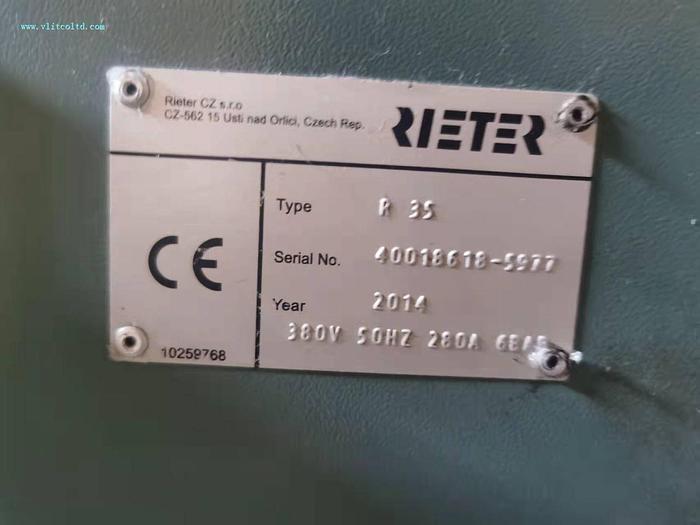 www.vlitcoltd.com
Rieter CZ s.r.o
CZ-562 15 Usti nad Orlici, Czech Rep.
RIETER
CE
Type R 35
Serial No. 40018618-5977
Year 2014
380V 50HZ 280A
10259768